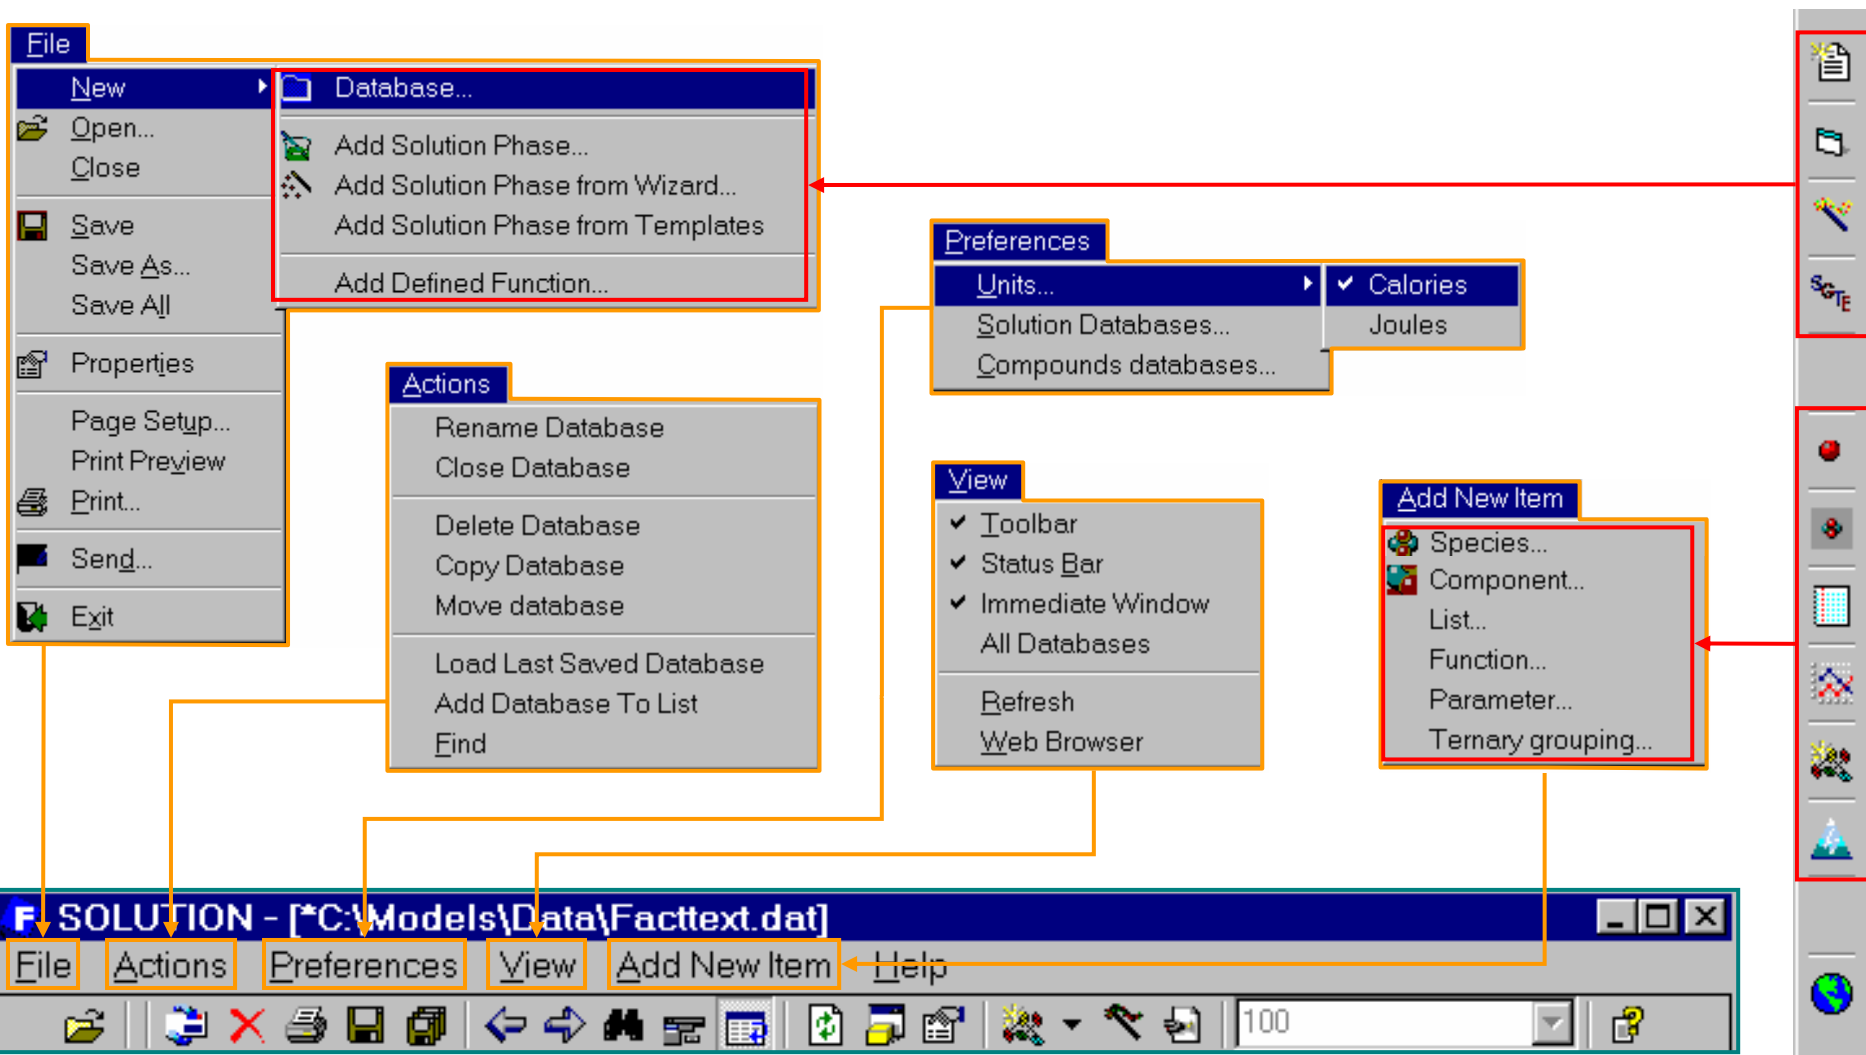 File
New
Open...
Close
Save
Save As...
Save All
Properties
Page Setup...
Print Preview
Print...
Send...
Exit
Database...
Add Solution Phase...
Add Solution Phase from Wizard...
Add Solution Phase from Templates
Add Defined Function...
Actions
Rename Database
Close Database
Delete Database
Copy Database
Move database
Load Last Saved Database
Add Database To List
Find
Preferences
Units...
Solution Databases...
Compounds databases...
Calories
Joules
View
Toolbar
Status Bar
Immediate Window
All Databases
Refresh
Web Browser
Add New Item
Species...
Component...
List...
Function...
Parameter...
Ternary grouping...
SGTE
F SOLUTION - [*C:\Models\Data\Facttext.dat]
File Actions Preferences View Add New Item Help
100